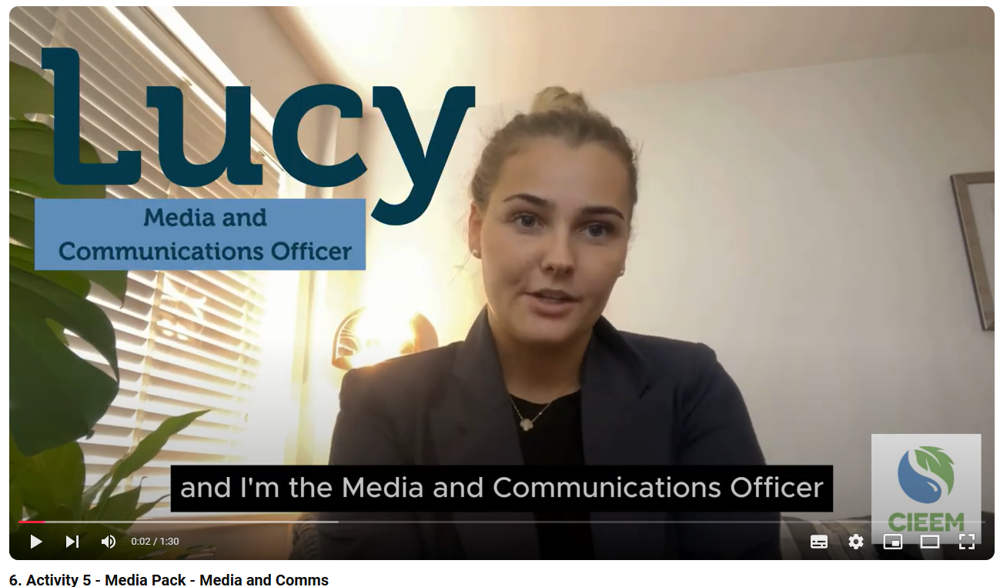 Lucy
Media and
Communications Officer
and I'm the Media and Communications Officer
CIEEM
0:02 / 1:30
6. Activity 5 - Media Pack - Media and Comms